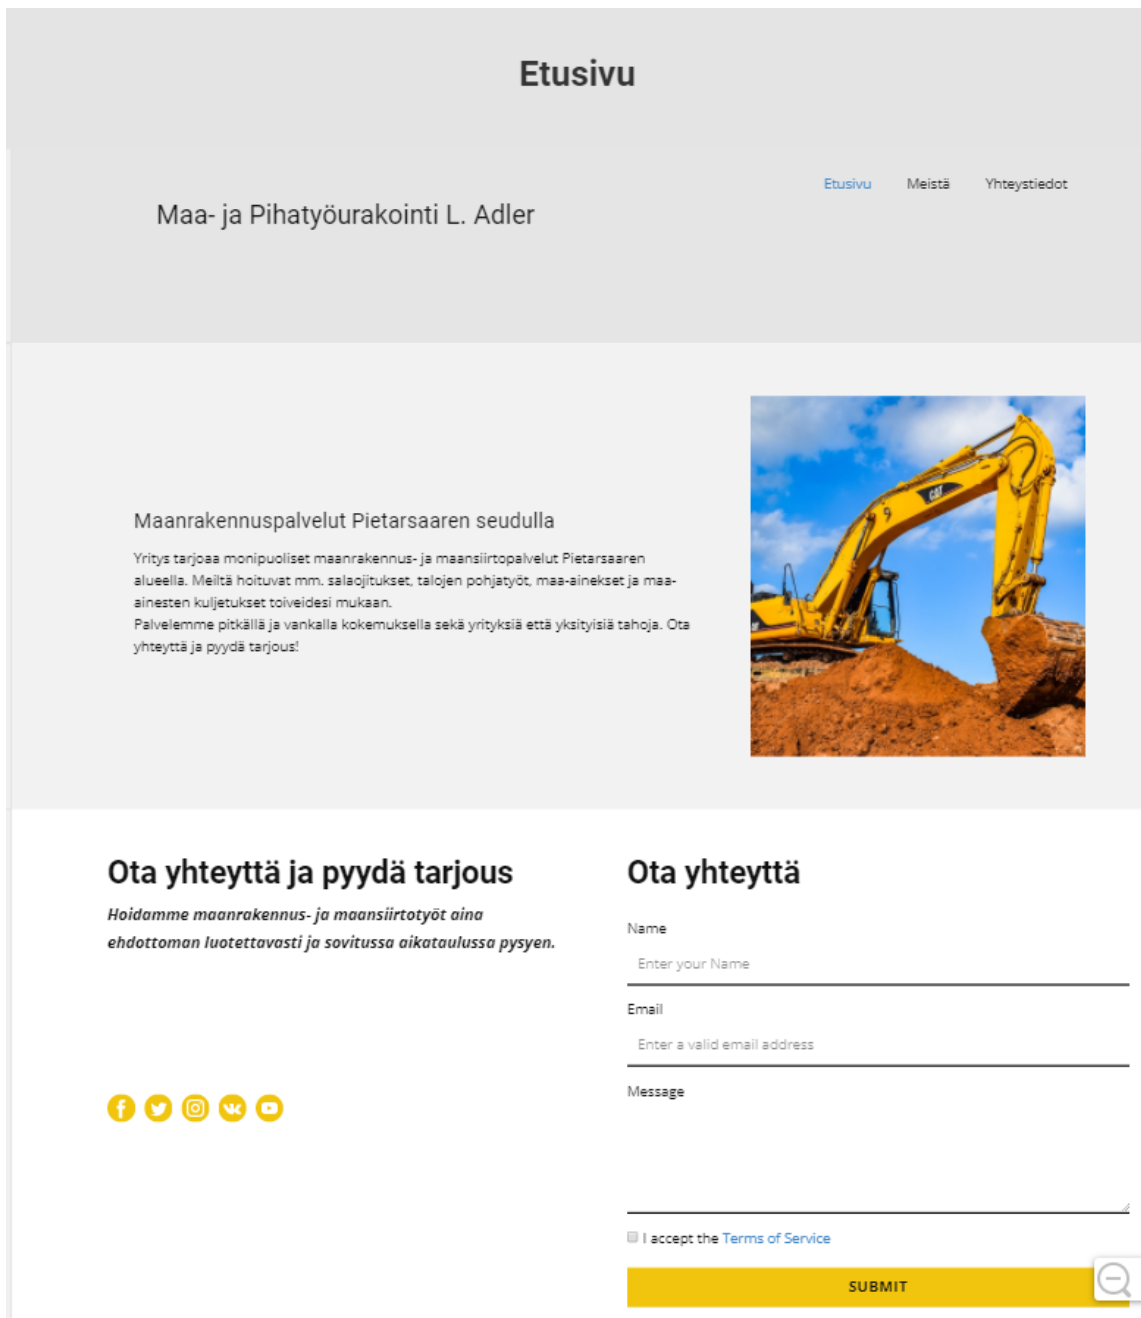 Etusivu
Etusivu Meistä Yhteystiedot
Maa- ja Pihatyöurakointi L. Adler
Maanrakennuspalvelut Pietarsaaren seudulla
Yritys tarjoaa monipuoliset maanrakennus- ja maansiirtopalvelut Pietarsaaren
alueella. Meiltä hoituvat mm. salaojitukset, talojen pohjatyöt, maa-ainekset ja maa-
ainesten kuljetukset toiveidesi mukaan.
Palvelemme pitkällä ja vankalla kokemuksella sekä yrityksiä että yksityisiä tahoja. Ota
yhteyttä ja pyydä tarjous!
CAT
Ota yhteyttä ja pyydä tarjous
Hoidamme maanrakennus- ja maansiirtotyöt aina
ehdottoman luotettavasti ja sovitussa aikataulussa pysyen.
Ota yhteyttä
Name
Enter your Name
Email
Enter a valid email address
Message
I accept the Terms of Service
SUBMIT